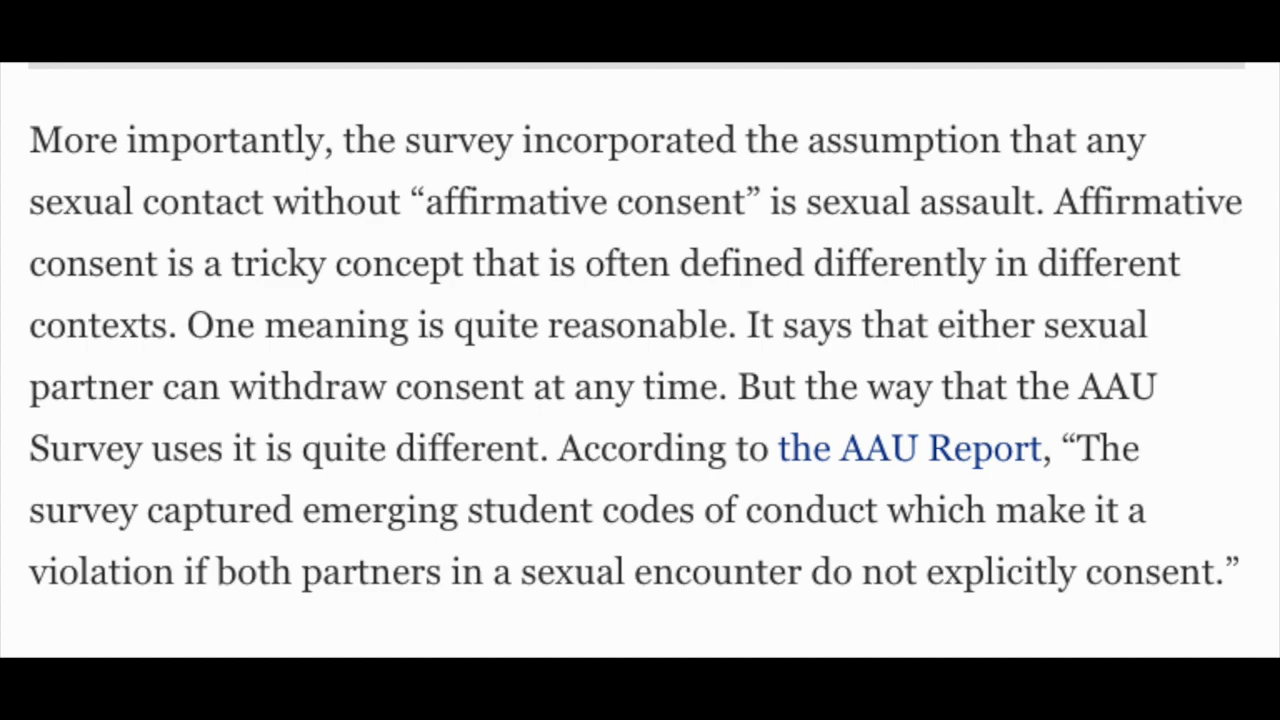 More importantly, the survey incorporated the assumption that any
sexual contact without “affirmative consent” is sexual assault. Affirmative
consent is a tricky concept that is often defined differently in different
contexts. One meaning is quite reasonable. It says that either sexual
partner can withdraw consent at any time. But the way that the AAU
Survey uses it is quite different. According to the AAU Report, “The
survey captured emerging student codes of conduct which make it a
violation if both partners in a sexual encounter do not explicitly consent.”